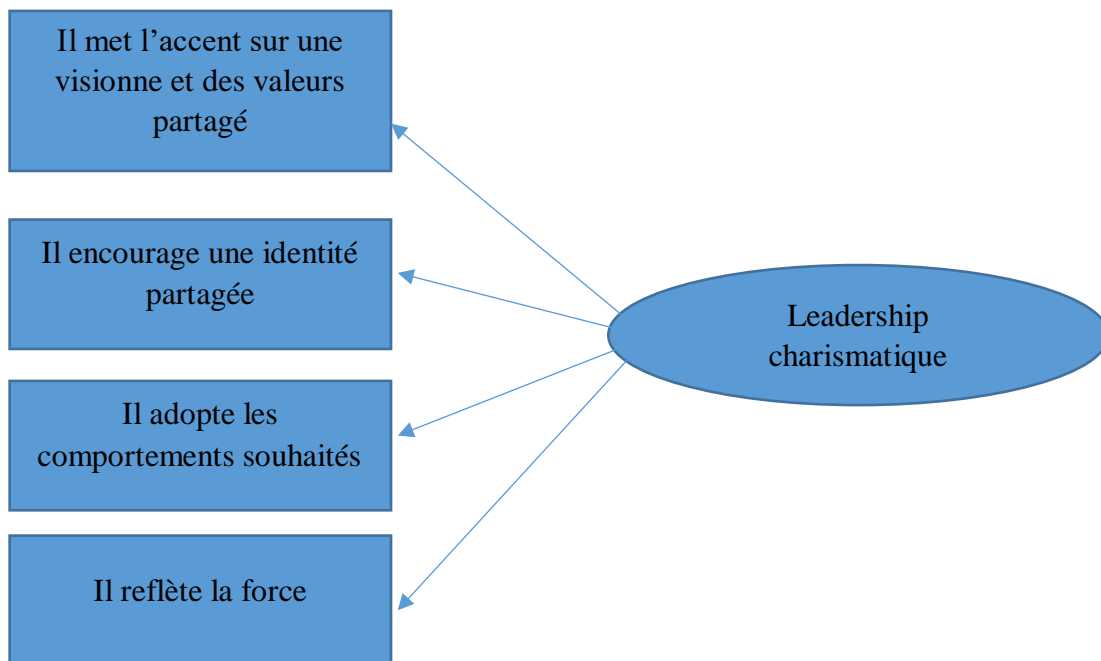 Il met l’accent sur une
visionne et des valeurs
partagé
Il encourage une identité
partagée
Il adopte les
comportements souhaités
Il reflète la force
Leadership
charismatique